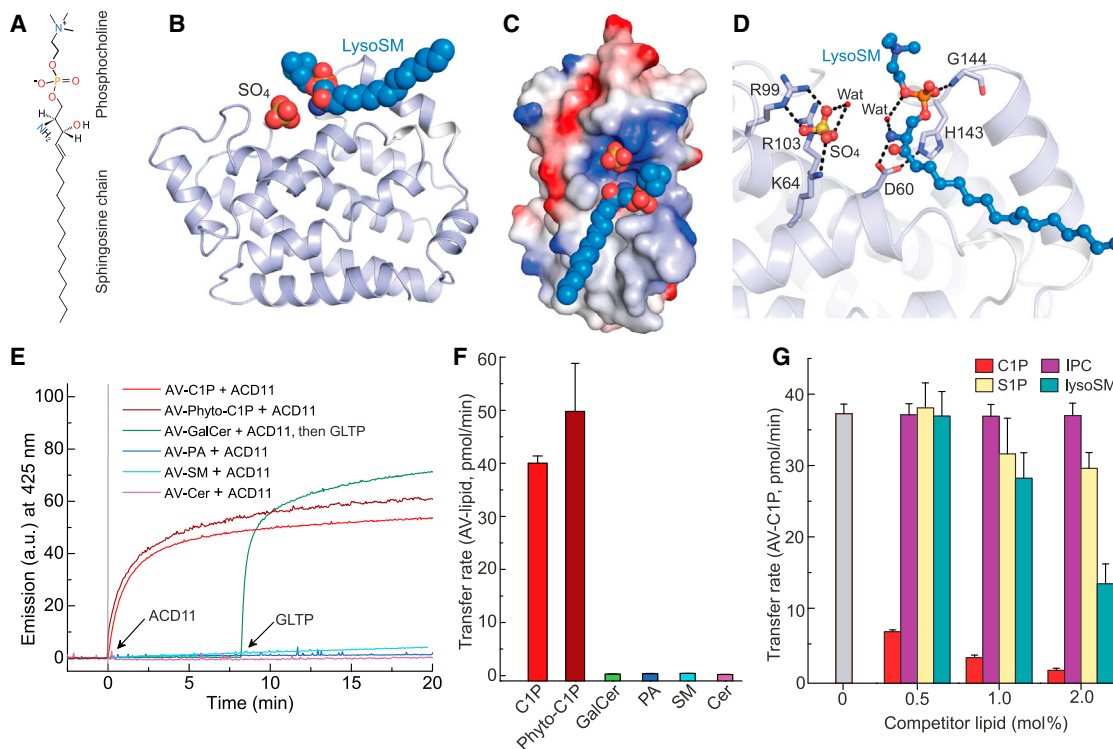 A
Phosphocholine
Sphingosine chain
N
+
-
O
P
O
O
O
H
O
H
N
H
H
B
LysoSM
SO4
C
D
LysoSM
G144
R99
Wat
Wat
R103
SO4
H143
K64
D60
E
Emission (a.u.) at 425 nm
100
80
60
40
20
0
AV-C1P + ACD11
AV-Phyto-C1P + ACD11
AV-GalCer + ACD11, then GLTP
AV-PA + ACD11
AV-SM + ACD11
AV-Cer + ACD11
ACD11
GLTP
0 5 10 15 20
Time (min)
F
Transfer rate (AV-lipid, pmol/min)
60
50
40
30
20
10
0
C1P Phyto-C1P GalCer PA SM Cer
G
Transfer rate (AV-C1P, pmol/min)
40
30
20
10
0
C1P IPC
S1P lysoSM
0 0.5 1.0 2.0
Competitor lipid (mol%)